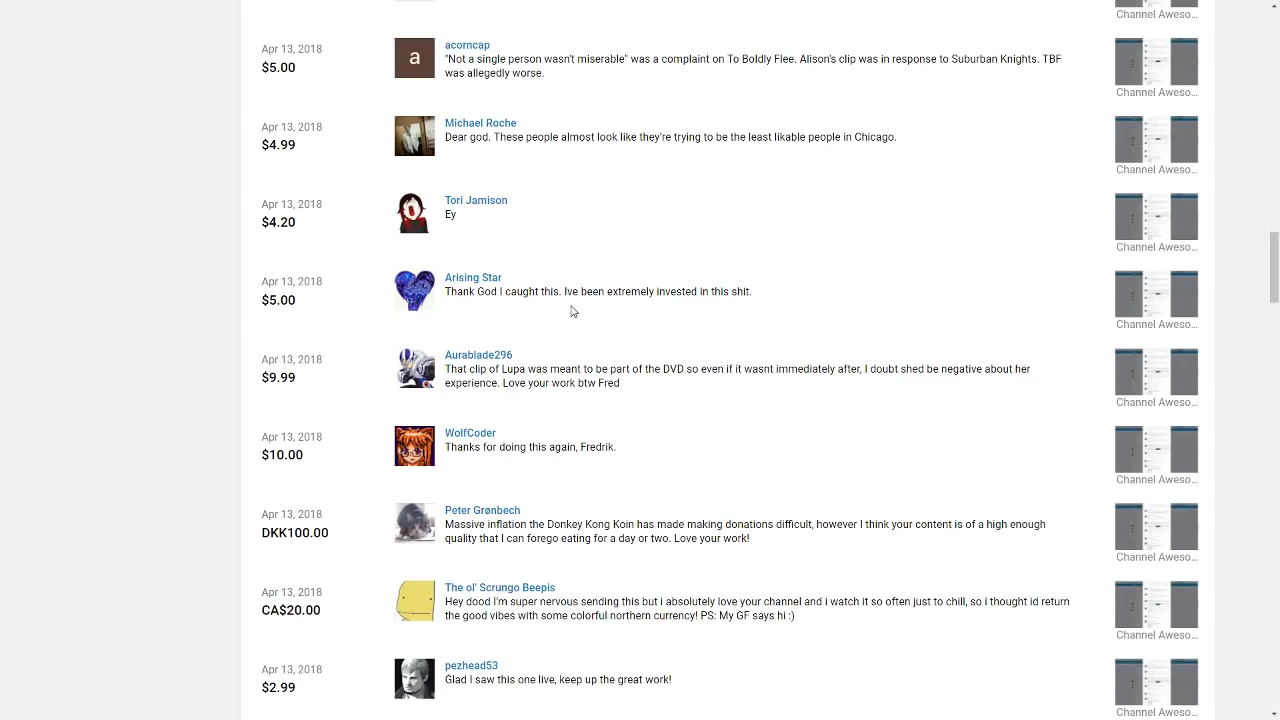 Channel Aweso...
Apr 13, 2018
$5.00
a
acorncap
"Not a single person wasn't miserable" was a complaint on To Boldly Flee. Alison's ovo was in response to Suburban Knights. TBF
was allegedly worse.
Channel Aweso...
Apr 13, 2018
$4.99
Michael Roche
Dear god. These people almost look like they're trying to be the least likable people in Chicago.
Channel Aweso...
Apr 13, 2018
$4.20
Tori Jamison
E;
Channel Aweso...
Apr 13, 2018
$5.00
Arising Star
Thank God I caught this. Ive been extremely invested in this shit.
Channel Aweso...
Apr 13, 2018
$9.99
Aurablade296
The clip of Lupa was meant to be part of the DVD so even if it wasnt immediately after, I doubt shed be negative about her
experience. Love your work btw Fred
Channel Aweso...
Apr 13, 2018
$10.00
WolfCoder
Thanks for doing this again, Fredrik.
Channel Aweso...
Apr 13, 2018
DKK100.00
Peter Grønbech
Massive inflation the Donkey Kong Koin has made making donations difficult, however I think your content is of a high enough
quality that I can forego eating for a day or two. Love your work!
Channel Aweso...
Apr 13, 2018
CA$20.00
The ol' Scrungo Beepis
Hey good I'm super nervous sending this but i absolutely love your channel and i watch it or often just to chill, so i thought id return
the good vibes with some colorful northern currency! PS: My GF says hi :)
Channel Aweso...
Apr 13, 2018
$2.99
pezhead53
Glad I saw this one live, keep up the great work!
Channel Aweso...